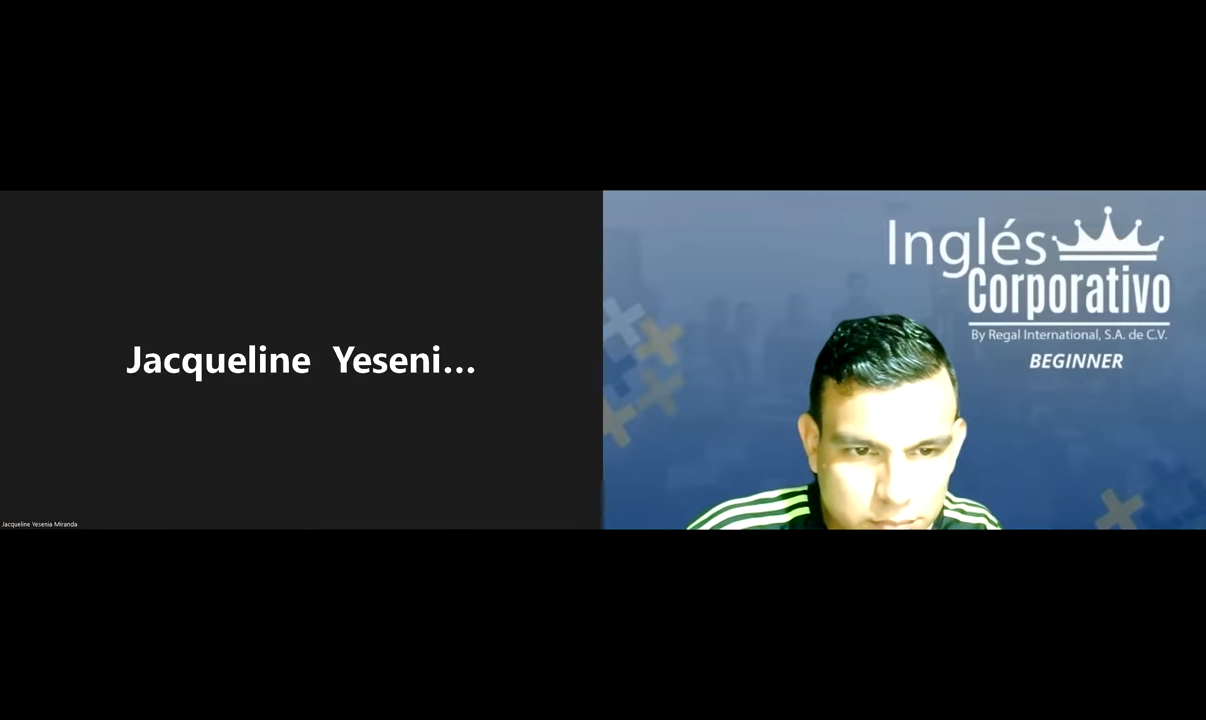 Jacqueline Yeseni...
Jacqueline Yesenia Miranda
Inglés
Corporativo
By Regal International, S.A. de C.V.
BEGINNER